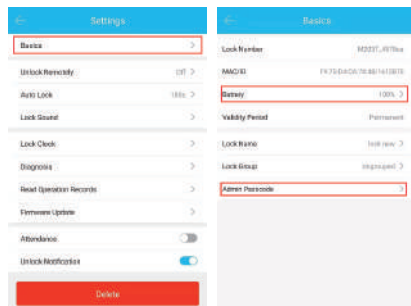 Settings
Basics
Unlock Remotely Off
Auto Lock
Lock Sound
Lock Clock
Diagnosis
Read Operation Records
Firmware Update
Attendance
Unlock Notification
Delete
Basics
Lock Number
MAC/ID
Battery 100%
Validity Period Permanent
Lock Name
Lock Group
Admin Passcode